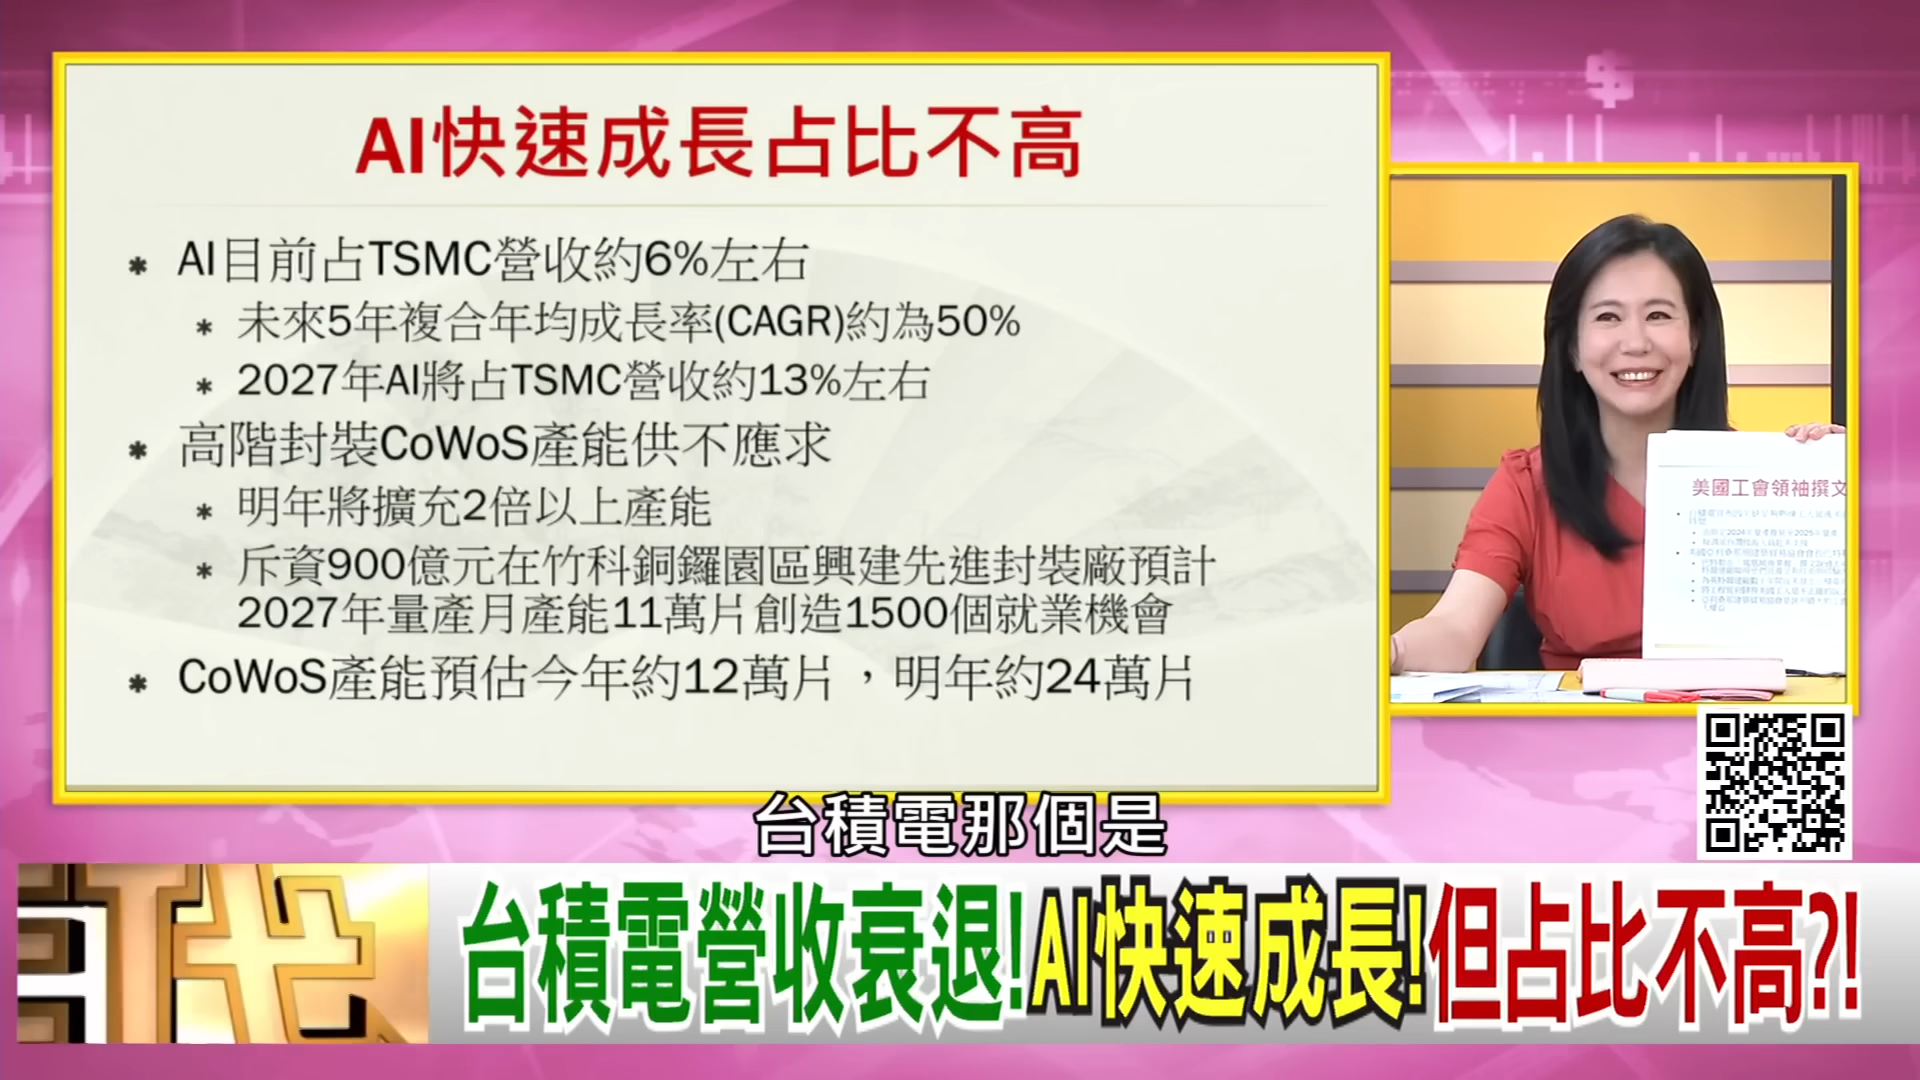 AI快速成長占比不高
* AI目前占TSMC營收約6%左右
* 未來5年複合年均成長率(CAGR)約為50%
* 2027年AI將占TSMC營收約13%左右
* 高階封裝CoWoS產能供不應求
* 明年將擴充2倍以上產能
* 斥資900億元在竹科銅鑼園區興建先進封裝廠預計
2027年量產月產能11萬片創造1500個就業機會
* CoWoS產能預估今年約12萬片，明年約24萬片
美國工會領袖撰文
台積電那個是
台積電營收衰退!AI快速成長!但占比不高?!